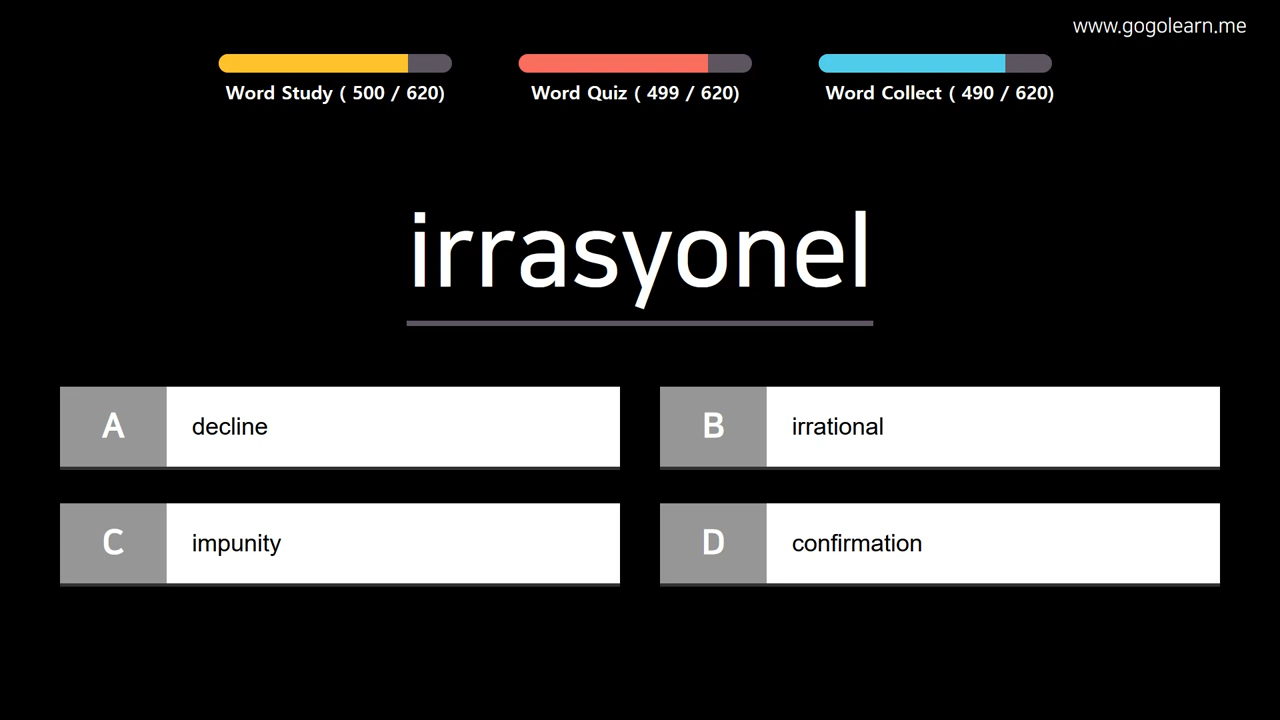 www.gogolearn.me
Word Study ( 500 / 620)
Word Quiz ( 499 / 620)
Word Collect ( 490 / 620)
irrasyonel
A decline
B irrational
C impunity
D confirmation